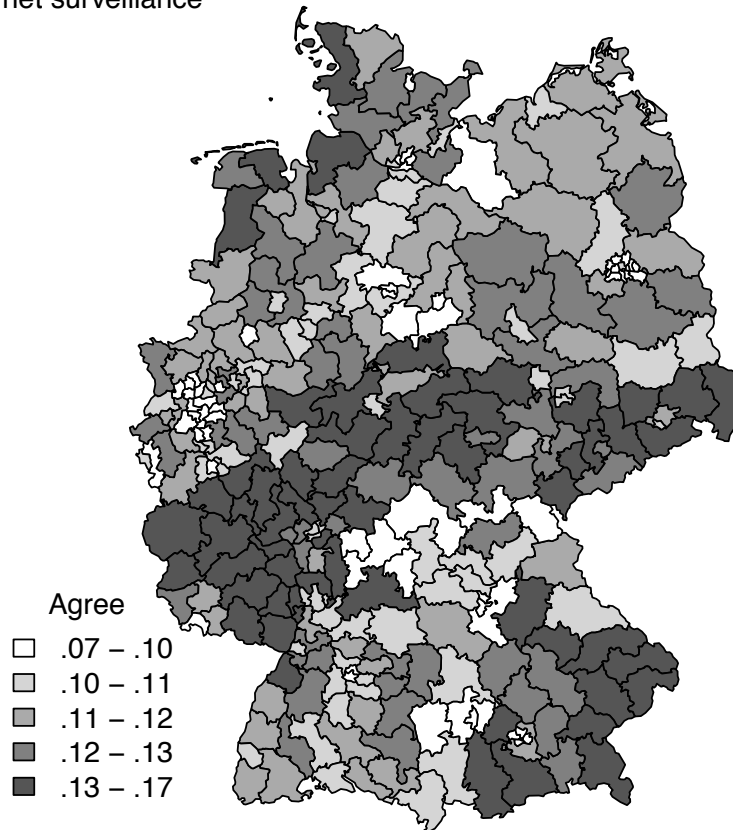 net surveillance
Agree
.07 – .10
.10 – .11
.11 – .12
.12 – .13
.13 – .17